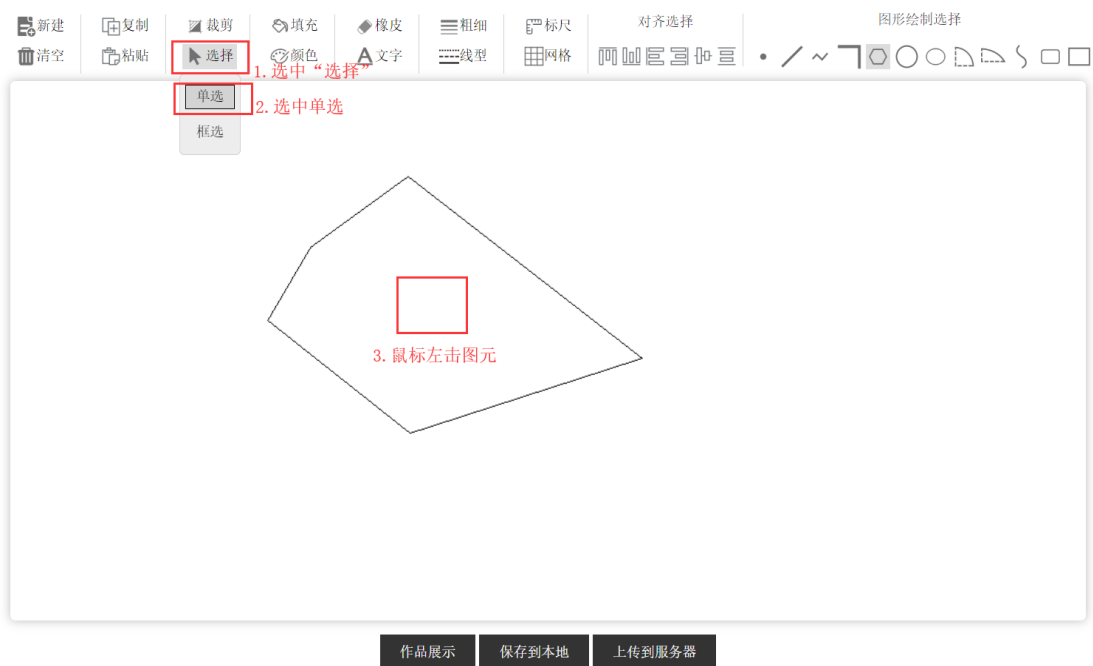 新建 复制 裁剪 填充 橡皮 粗细 标尺 对齐选择 图形绘制选择
清空 粘贴 选择 颜色 文字 线型 网格
1.选中“选择”
单选
2.选中单选
框选
3.鼠标左击图元
作品展示 保存到本地 上传到服务器